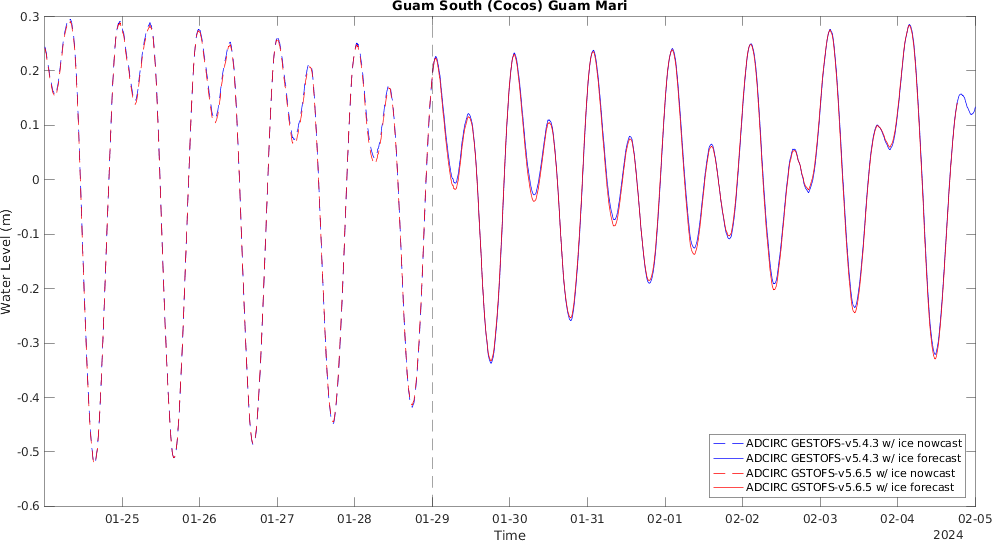 Guam South (Cocos) Guam Mari
0.3
0.2
0.1
0
-0.1
-0.2
-0.3
-0.4
-0.5
-0.6
Water Level (m)
01-25 01-26 01-27 01-28 01-29 01-30 01-31 02-01 02-02 02-03 02-04 02-05
Time
2024
ADCIRC GESTOFS-v5.4.3 w/ ice nowcast
ADCIRC GESTOFS-v5.4.3 w/ ice forecast
ADCIRC GSTOFS-v5.6.5 w/ ice nowcast
ADCIRC GSTOFS-v5.6.5 w/ ice forecast